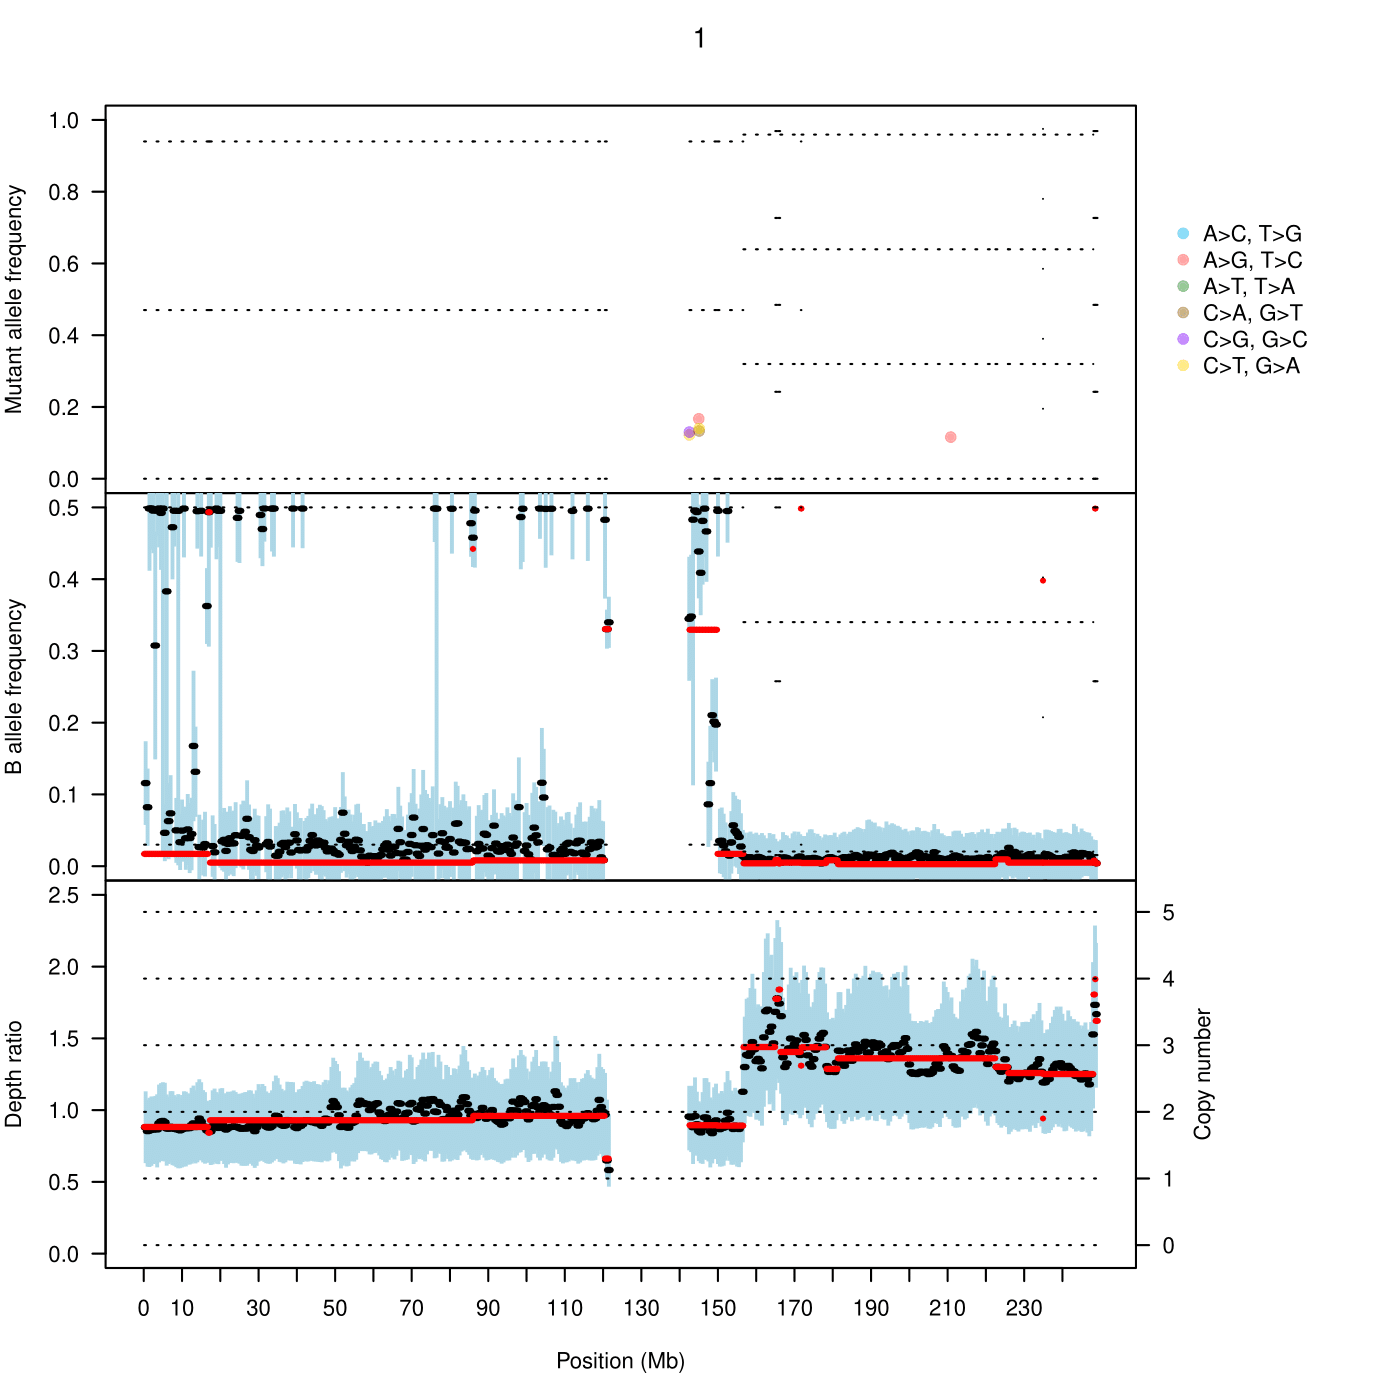 1
1.0
0.8
0.6
0.4
0.2
0.0
Mutant allele frequency
A>C, T>G
A>G, T>C
A>T, T>A
C>A, G>T
C>G, G>C
C>T, G>A
0.5
0.4
0.3
0.2
0.1
0.0
B allele frequency
2.5
2.0
1.5
1.0
0.5
0.0
Depth ratio
5
4
3
2
1
0
Copy number
0 10 30 50 70 90 110 130 150 170 190 210 230
Position (Mb)